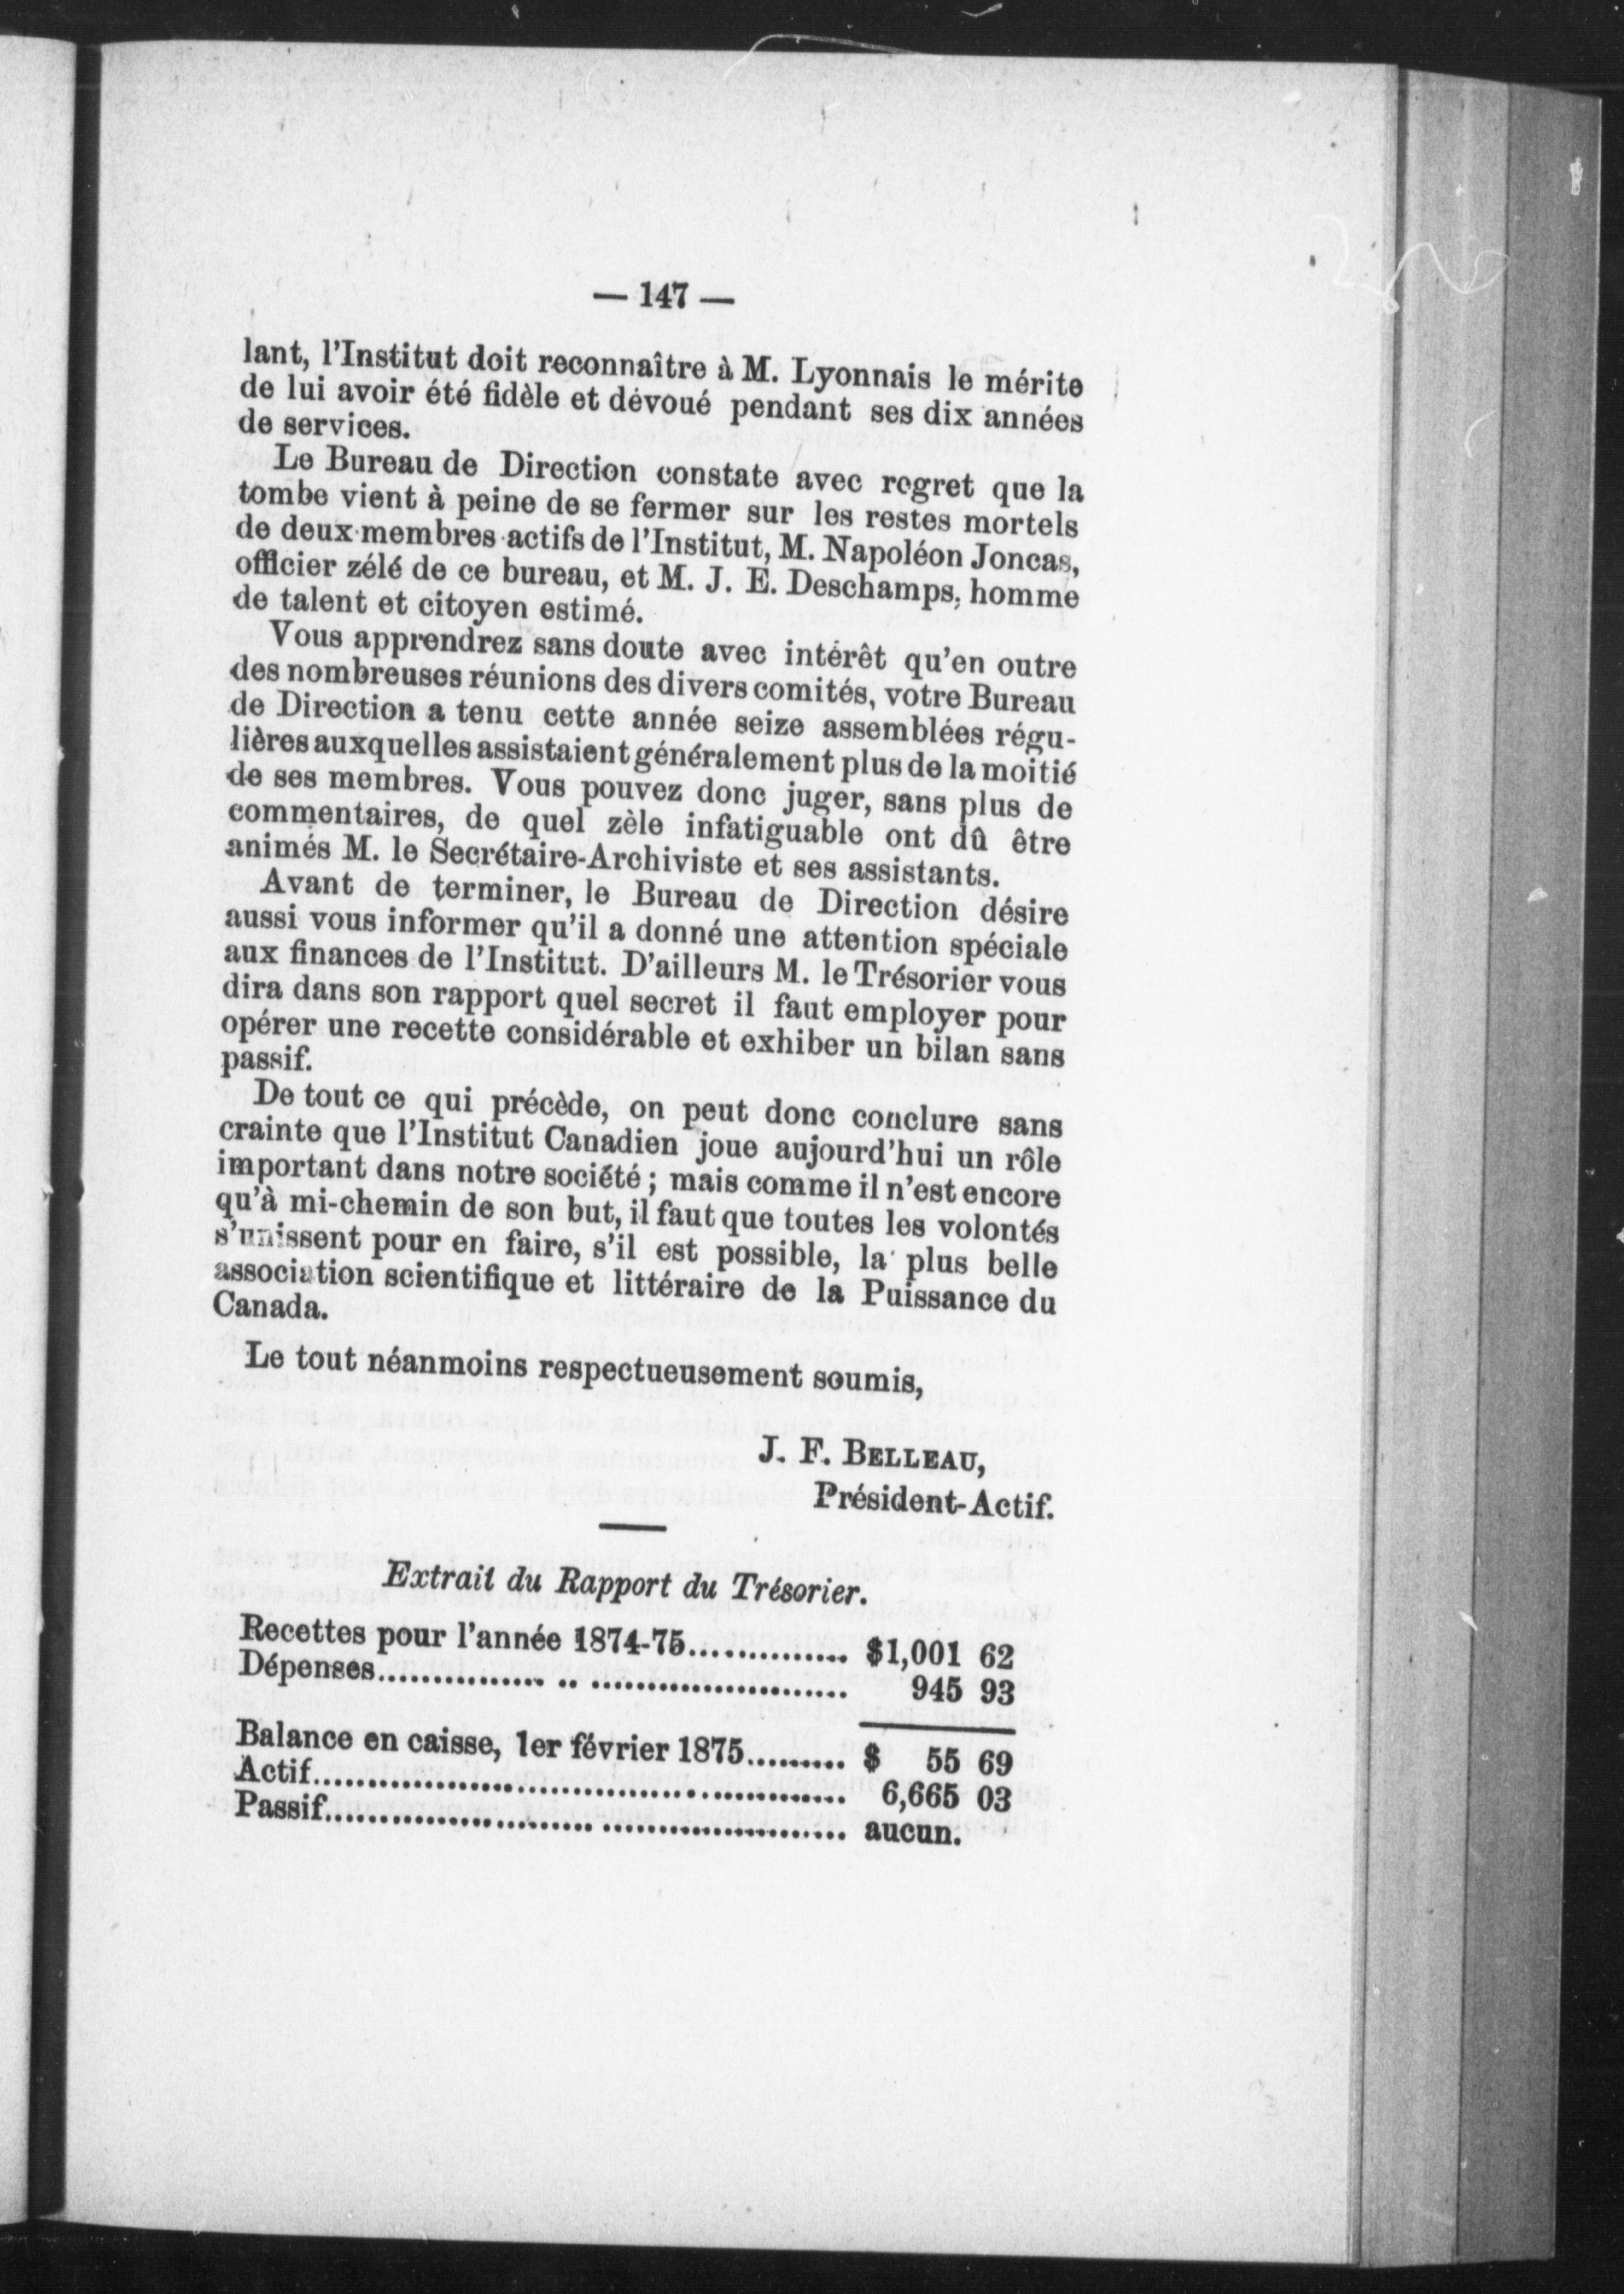 — 147 —
lant, l'Institut doit reconnaître à M. Lyonnais le mérite
de lui avoir été fidèle et dévoué pendant ses dix années
de services.
Le Bureau de Direction constate avec regret que la
tombe vient à peine de se fermer sur les restes mortels
de deux membres actifs de l'Institut, M. Napoléon Joncas,
officier zélé de ce bureau, et M. J. E. Deschamps, homme
de talent et citoyen estimé.
Vous apprendrez sans doute avec intérêt qu'en outre
des nombreuses réunions des divers comités, votre Bureau
de Direction a tenu cette année seize assemblées régu-
lières auxquelles assistaient généralement plus de la moitié
de ses membres. Vous pouvez donc juger, sans plus de
commentaires, de quel zèle infatiguable ont dû être
animés M. le Secrétaire-Archiviste et ses assistants.
Avant de terminer, le Bureau de Direction désire
aussi vous informer qu'il a donné une attention spéciale
aux finances de l'Institut. D'ailleurs M. le Trésorier vous
dira dans son rapport quel secret il faut employer pour
opérer une recette considérable et exhiber un bilan sans
passif.
De tout ce qui précède, on peut donc conclure sans
crainte que l'Institut Canadien joue aujourd'hui un rôle
important dans notre société ; mais comme il n'est encore
qu'à mi-chemin de son but, il faut que toutes les volontés
s'unissent pour en faire, s'il est possible, la plus belle
association scientifique et littéraire de la Puissance du
Canada.
Le tout néanmoins respectueusement soumis,
J. F. BELLEAU,
Président-Actif.
Extrait du Rapport du Trésorier.
Recettes pour l'année 1874-75.............. $1,001 62
Dépenses............... .. ....................... 945 93
Balance en caisse, 1er février 1875......... $ 55 69
Actif................................................ 6,665 03
Passif............................................... aucun.